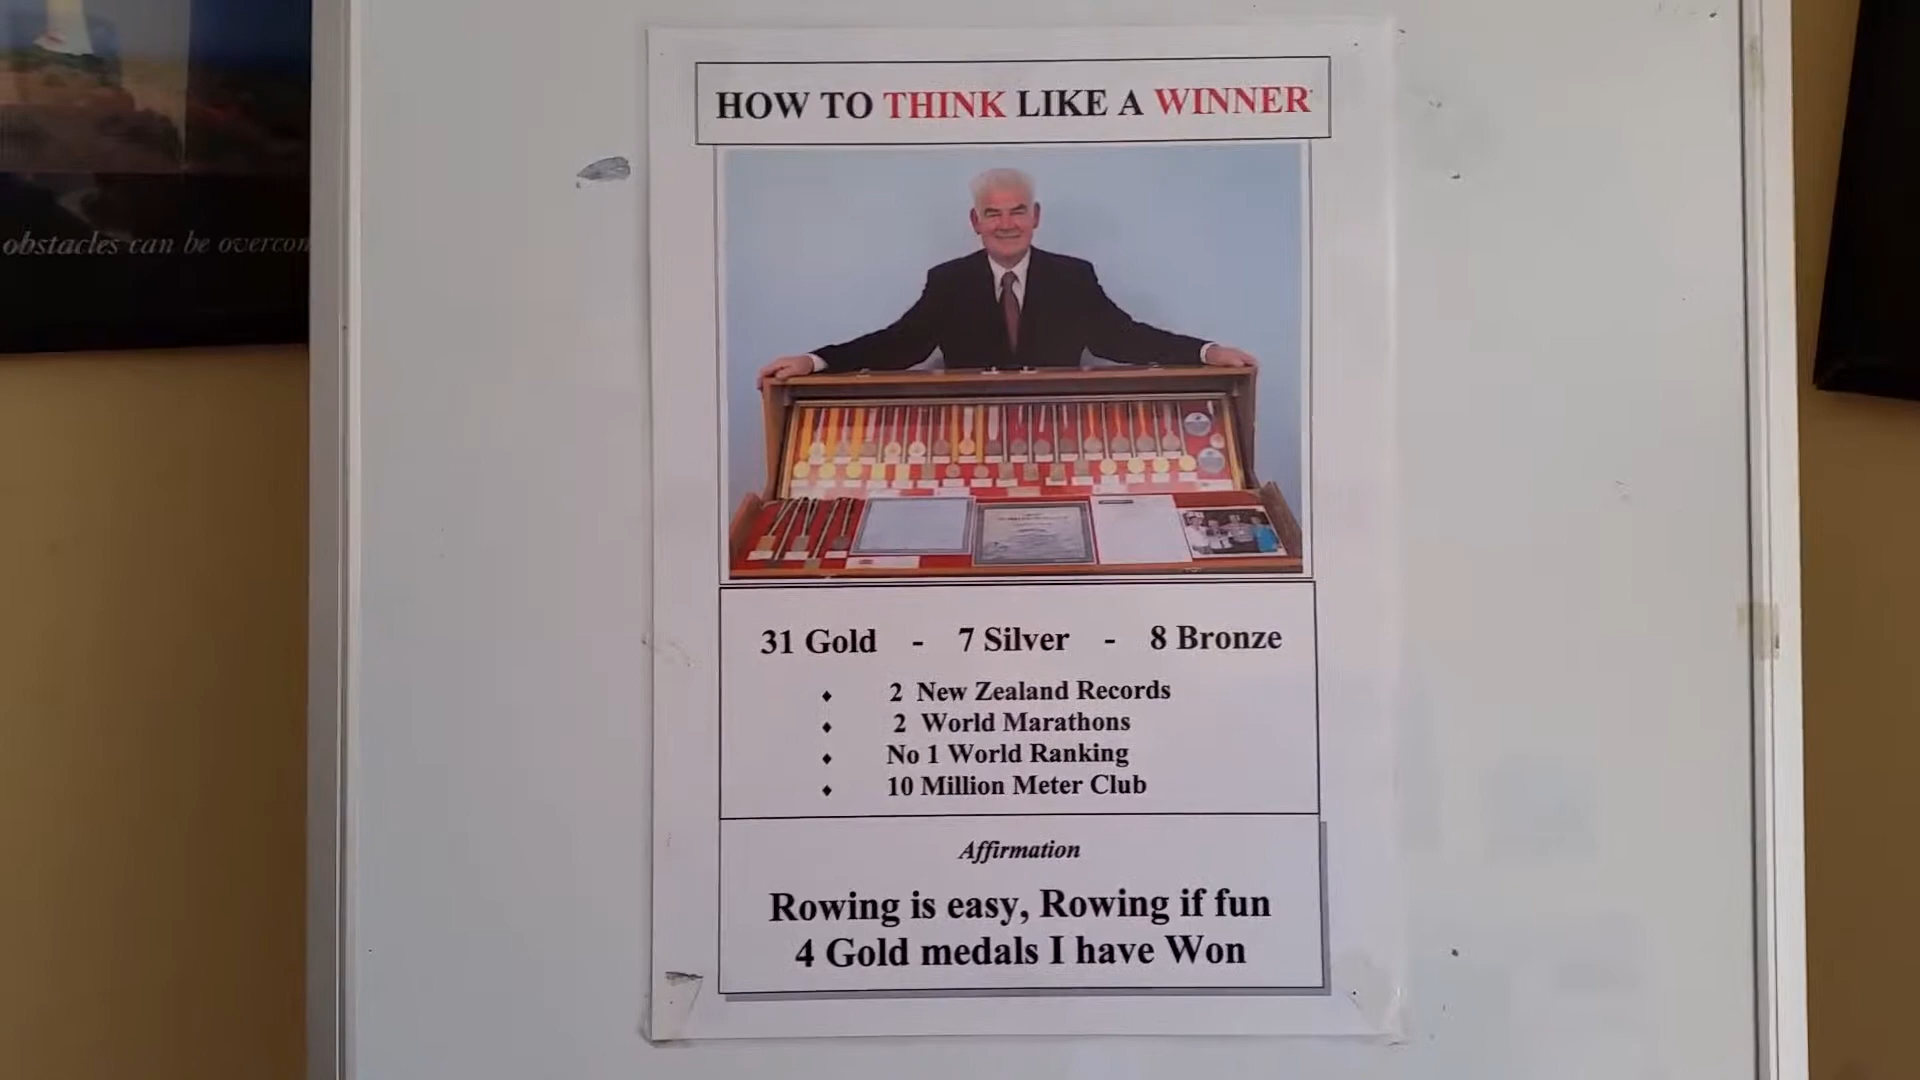 obstacles can be overcom
HOW TO THINK LIKE A WINNER
31 Gold - 7 Silver - 8 Bronze
♦ 2 New Zealand Records
♦ 2 World Marathons
♦ No 1 World Ranking
♦ 10 Million Meter Club
Affirmation
Rowing is easy, Rowing if fun
4 Gold medals I have Won